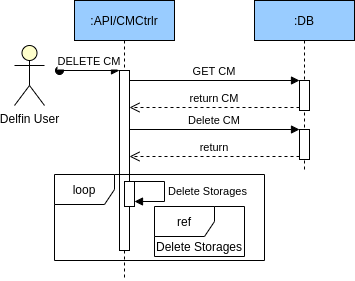 :API/CMCtrlr
:DB
DELETE CM
GET CM
return CM
Delfin User
Delete CM
return
loop
Delete Storages
ref
Delete Storages